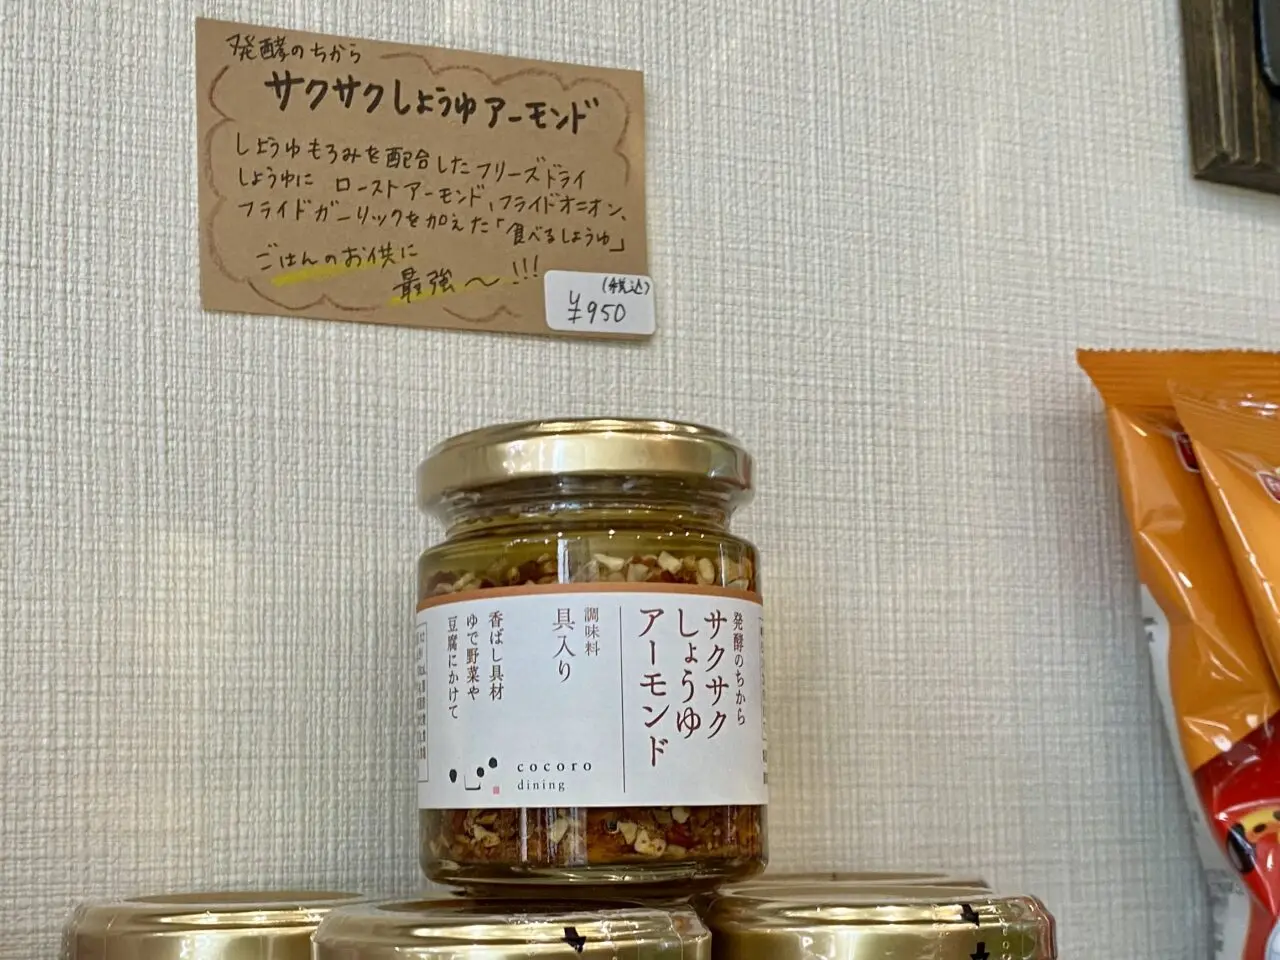 発酵のちから
サクサクしょうゆアーモンド
しょうゆもろみを配合したフリーズドライ
しょうゆに ローストアーモンド、フライドオニオン、
フライドガーリックを加えた「食べるしょうゆ」
ごはんのお供に
最強〜!!!
(税込)
¥950
発酵のちから
サクサク
しょうゆ
アーモンド
調味料
具入り
香ばし具材
ゆで野菜や
豆腐にかけて
cocoro
dining